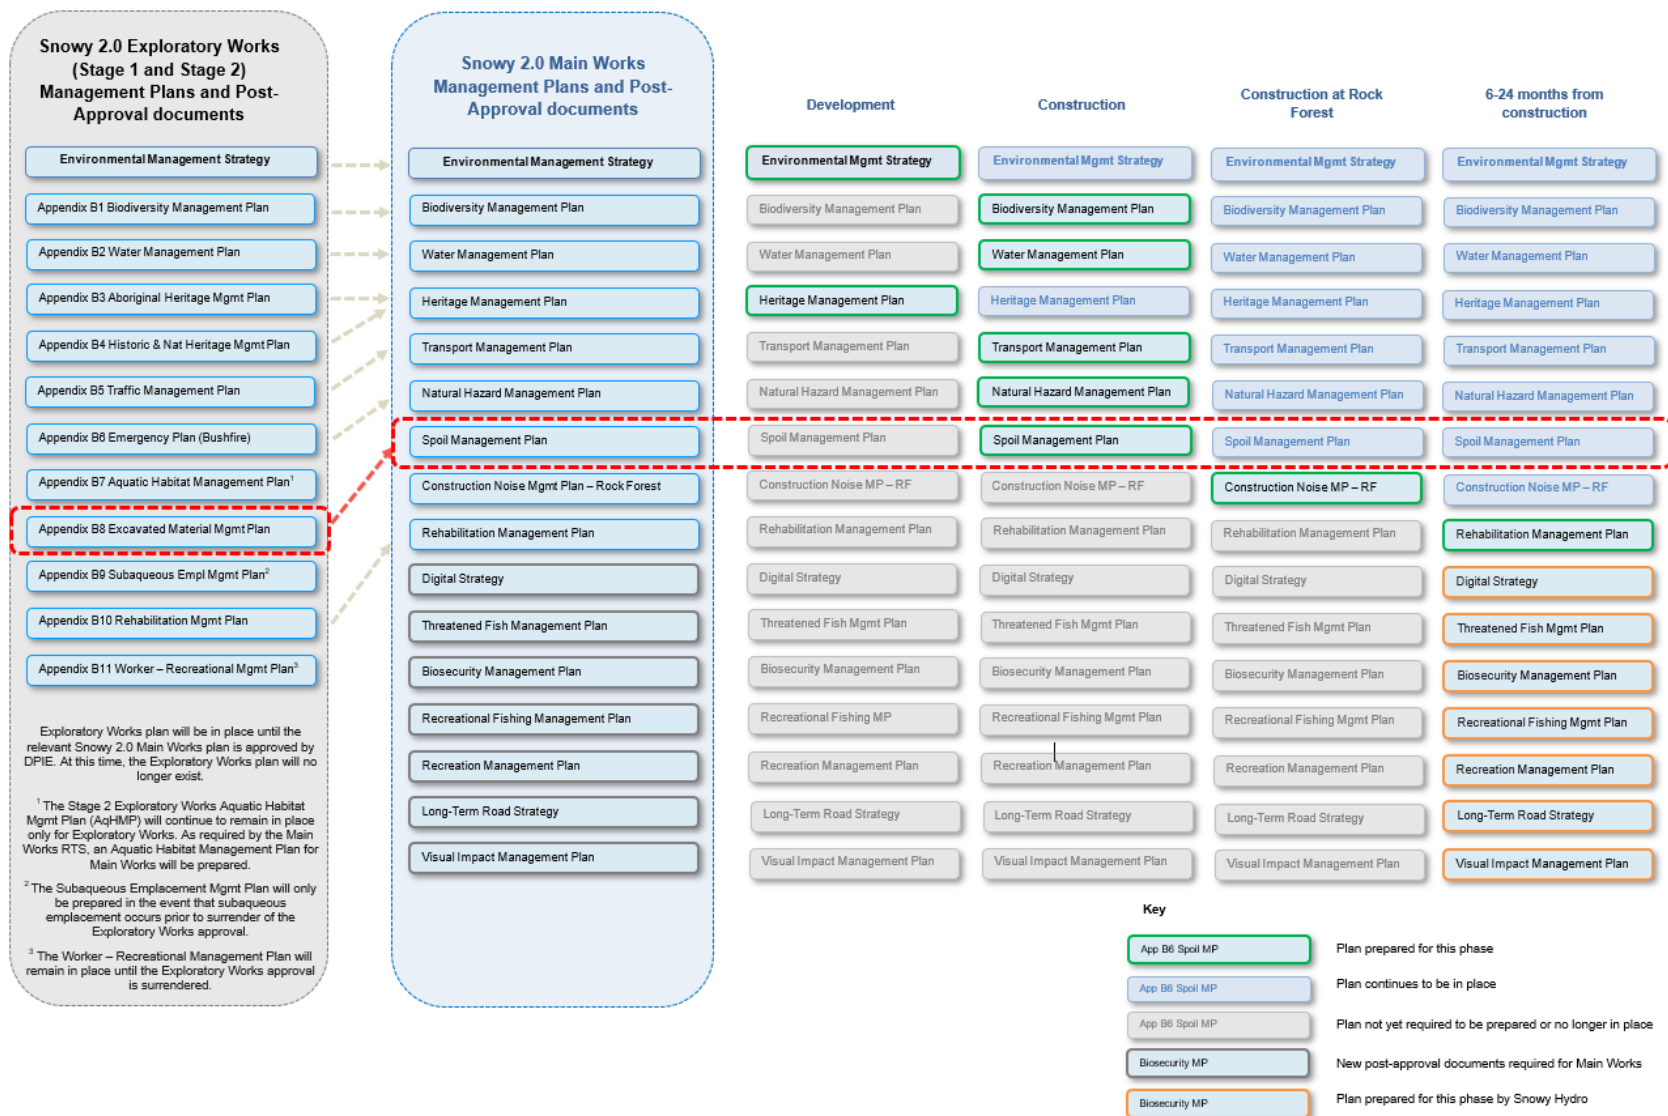 Snowy 2.0 Exploratory Works
(Stage 1 and Stage 2)
Management Plans and Post-
Approval documents
Environmental Management Strategy
Appendix B1 Biodiversity Management Plan
Appendix B2 Water Management Plan
Appendix B3 Aboriginal Heritage Mgmt Plan
Appendix B4 Historic & Nat Heritage Mgmt Plan
Appendix B5 Traffic Management Plan
Appendix B6 Emergency Plan (Bushfire)
Appendix B7 Aquatic Habitat Management Plan1
Appendix B8 Excavated Material Mgmt Plan
Appendix B9 Subaqueous Empl Mgmt Plan2
Appendix B10 Rehabilitation Mgmt Plan
Appendix B11 Worker – Recreational Mgmt Plan3
Exploratory Works plan will be in place until the
relevant Snowy 2.0 Main Works plan is approved by
DPIE. At this time, the Exploratory Works plan will no
longer exist.
1 The Stage 2 Exploratory Works Aquatic Habitat
Mgmt Plan (AqHMP) will continue to remain in place
only for Exploratory Works. As required by the Main
Works RTS, an Aquatic Habitat Management Plan for
Main Works will be prepared.
2 The Subaqueous Emplacement Mgmt Plan will only
be prepared in the event that subaqueous
emplacement occurs prior to surrender of the
Exploratory Works approval.
3 The Worker – Recreational Management Plan will
remain in place until the Exploratory Works approval
is surrendered.
Snowy 2.0 Main Works
Management Plans and Post-
Approval documents
Environmental Management Strategy
Biodiversity Management Plan
Water Management Plan
Heritage Management Plan
Transport Management Plan
Natural Hazard Management Plan
Spoil Management Plan
Construction Noise Mgmt Plan – Rock Forest
Rehabilitation Management Plan
Digital Strategy
Threatened Fish Management Plan
Biosecurity Management Plan
Recreational Fishing Management Plan
Recreation Management Plan
Long-Term Road Strategy
Visual Impact Management Plan
Development
Environmental Mgmt Strategy
Biodiversity Management Plan
Water Management Plan
Heritage Management Plan
Transport Management Plan
Natural Hazard Management Plan
Spoil Management Plan
Construction Noise MP – RF
Rehabilitation Management Plan
Digital Strategy
Threatened Fish Mgmt Plan
Biosecurity Management Plan
Recreational Fishing MP
Recreation Management Plan
Long-Term Road Strategy
Visual Impact Management Plan
Construction
Environmental Mgmt Strategy
Biodiversity Management Plan
Water Management Plan
Heritage Management Plan
Transport Management Plan
Natural Hazard Management Plan
Spoil Management Plan
Construction Noise MP – RF
Rehabilitation Management Plan
Digital Strategy
Threatened Fish Mgmt Plan
Biosecurity Management Plan
Recreational Fishing Mgmt Plan
Recreation Management Plan
Long-Term Road Strategy
Visual Impact Management Plan
Construction at Rock
Forest
Environmental Mgmt Strategy
Biodiversity Management Plan
Water Management Plan
Heritage Management Plan
Transport Management Plan
Natural Hazard Management Plan
Spoil Management Plan
Construction Noise MP – RF
Rehabilitation Management Plan
Digital Strategy
Threatened Fish Mgmt Plan
Biosecurity Management Plan
Recreational Fishing Mgmt Plan
Recreation Management Plan
Long-Term Road Strategy
Visual Impact Management Plan
6-24 months from
construction
Environmental Mgmt Strategy
Biodiversity Management Plan
Water Management Plan
Heritage Management Plan
Transport Management Plan
Natural Hazard Management Plan
Spoil Management Plan
Construction Noise MP – RF
Rehabilitation Management Plan
Digital Strategy
Threatened Fish Mgmt Plan
Biosecurity Management Plan
Recreational Fishing Mgmt Plan
Recreation Management Plan
Long-Term Road Strategy
Visual Impact Management Plan
Key
App B6 Spoil MP Plan prepared for this phase
App B6 Spoil MP Plan continues to be in place
App B6 Spoil MP Plan not yet required to be prepared or no longer in place
Biosecurity MP New post-approval documents required for Main Works
Biosecurity MP Plan prepared for this phase by Snowy Hydro